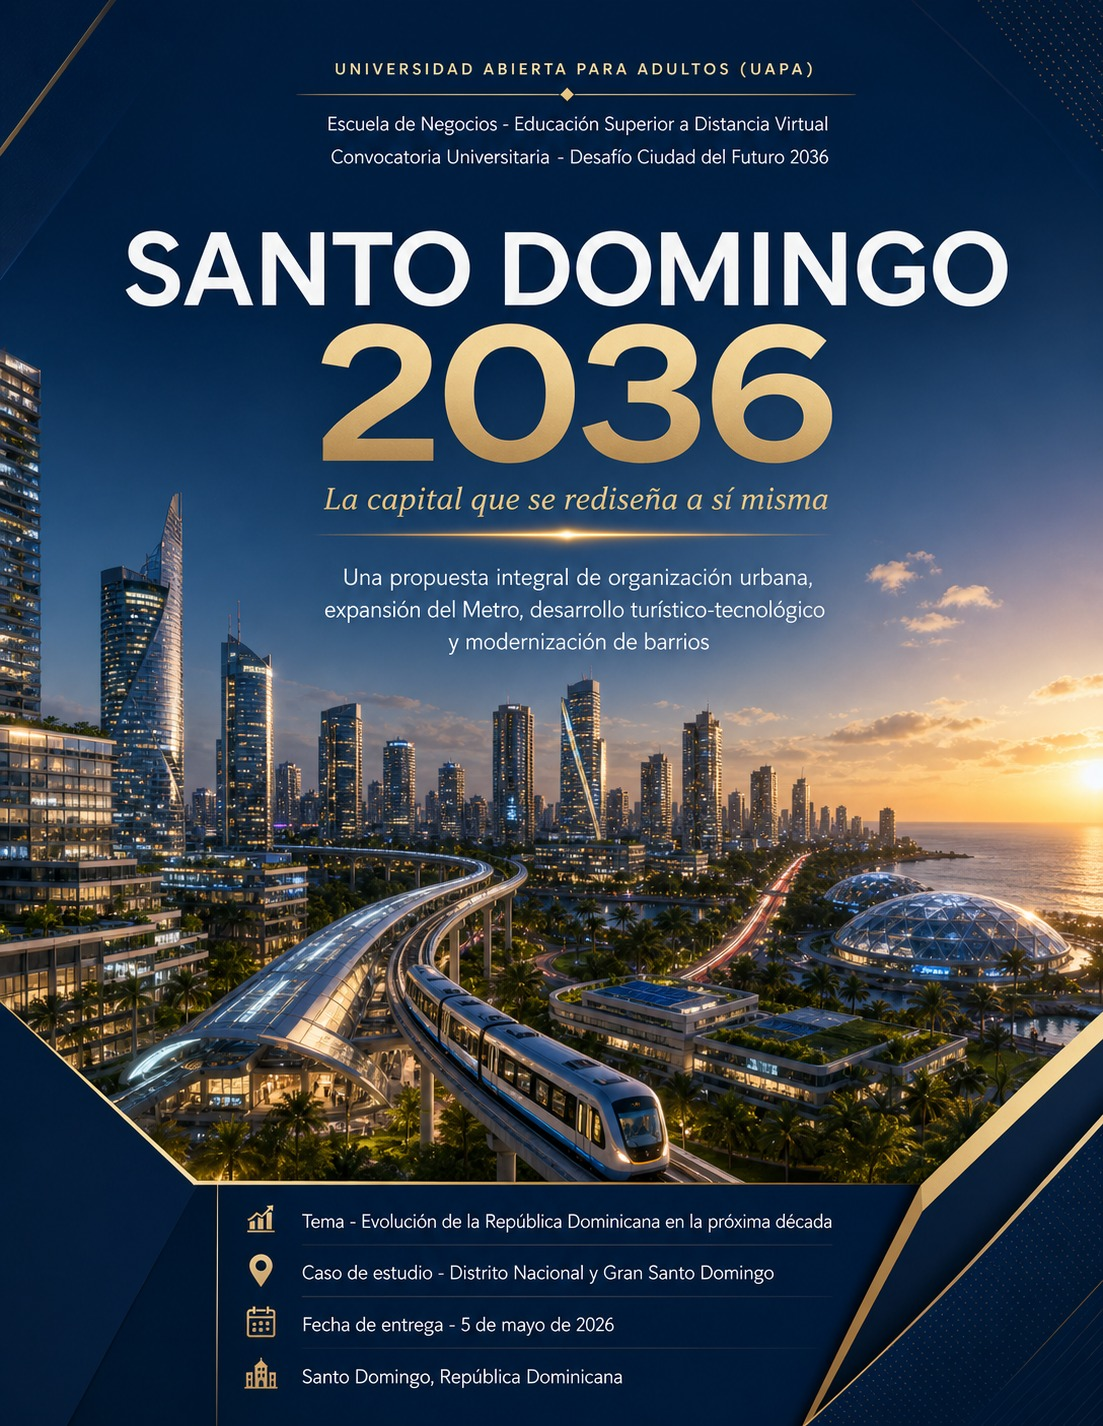 UNIVERSIDAD ABIERTA PARA ADULTOS (UAPA)
Escuela de Negocios - Educación Superior a Distancia Virtual
Convocatoria Universitaria - Desafío Ciudad del Futuro 2036
SANTO DOMINGO
2036
La capital que se rediseña a sí misma
Una propuesta integral de organización urbana,
expansión del Metro, desarrollo turístico-tecnológico
y modernización de barrios
Tema - Evolución de la República Dominicana en la próxima década
Caso de estudio - Distrito Nacional y Gran Santo Domingo
Fecha de entrega - 5 de mayo de 2026
Santo Domingo, República Dominicana